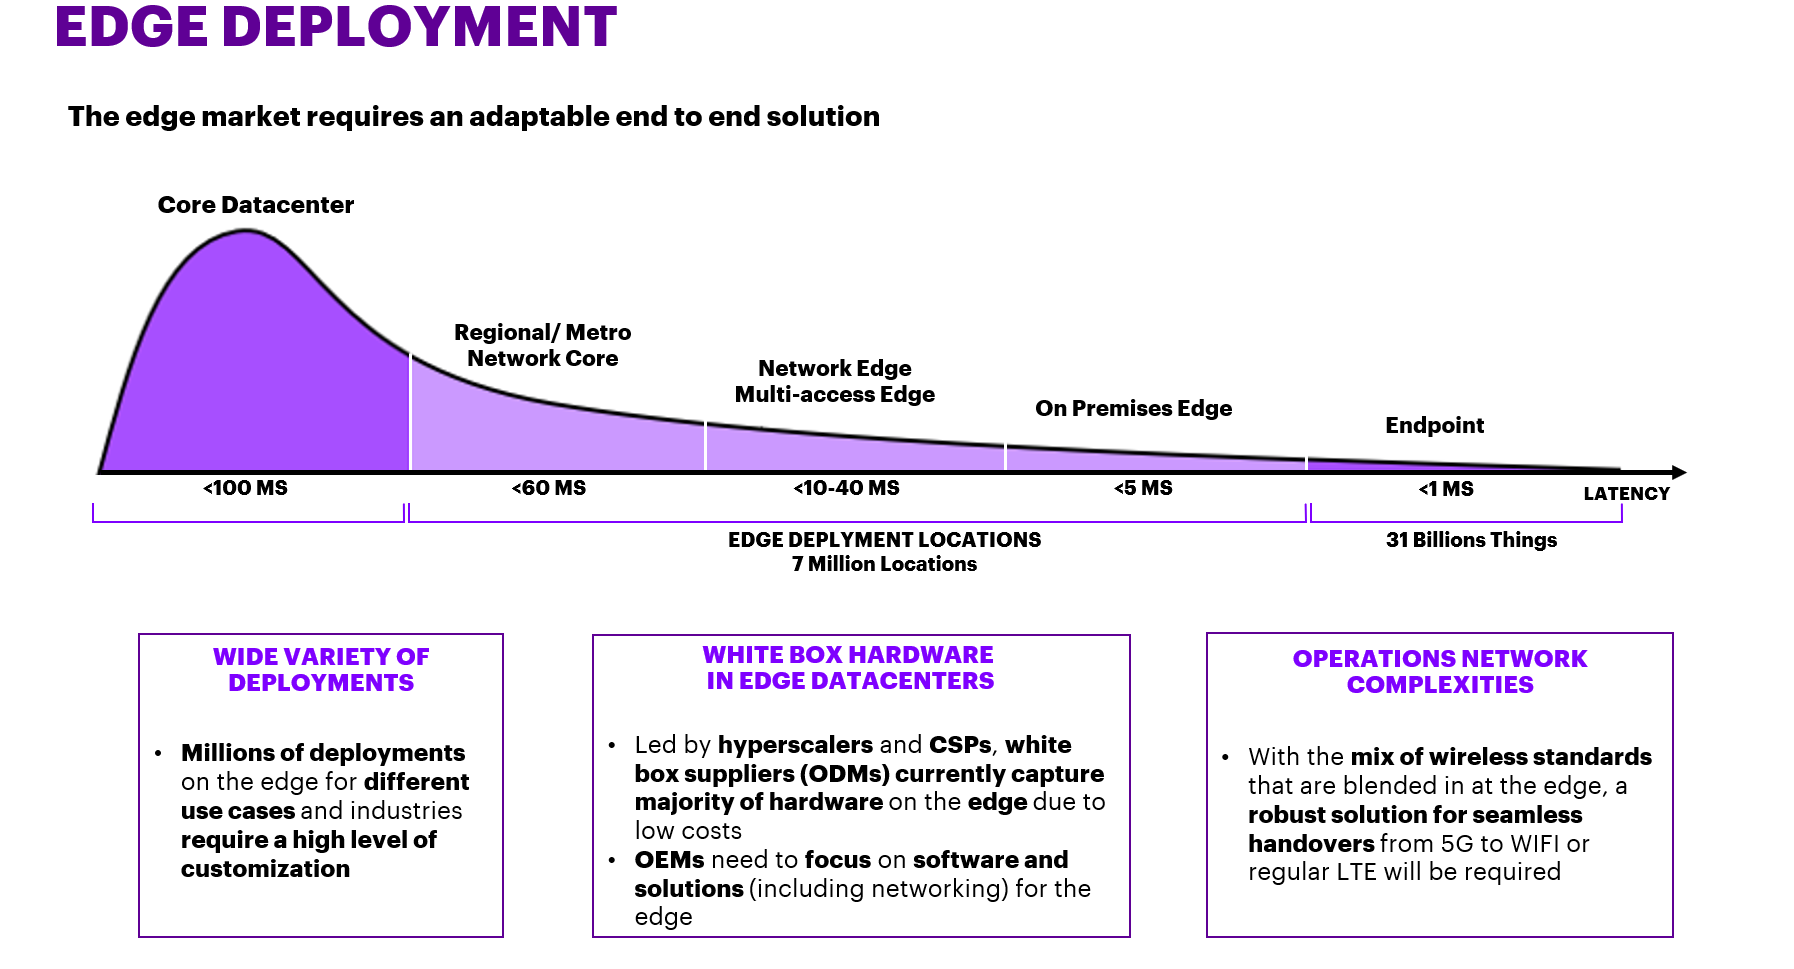 EDGE DEPLOYMENT
The edge market requires an adaptable end to end solution
Core Datacenter
Regional/ Metro
Network Core
Network Edge
Multi-access Edge
On Premises Edge
Endpoint
<100 MS
<60 MS
<10-40 MS
<5 MS
<1 MS
LATENCY
EDGE DEPLYMENT LOCATIONS
7 Million Locations
31 Billions Things
WIDE VARIETY OF
DEPLOYMENTS
• Millions of deployments
on the edge for different
use cases and industries
require a high level of
customization
WHITE BOX HARDWARE
IN EDGE DATACENTERS
• Led by hyperscalers and CSPs, white
box suppliers (ODMs) currently capture
majority of hardware on the edge due to
low costs
• OEMs need to focus on software and
solutions (including networking) for the
edge
OPERATIONS NETWORK
COMPLEXITIES
• With the mix of wireless standards
that are blended in at the edge, a
robust solution for seamless
handovers from 5G to WIFI or
regular LTE will be required